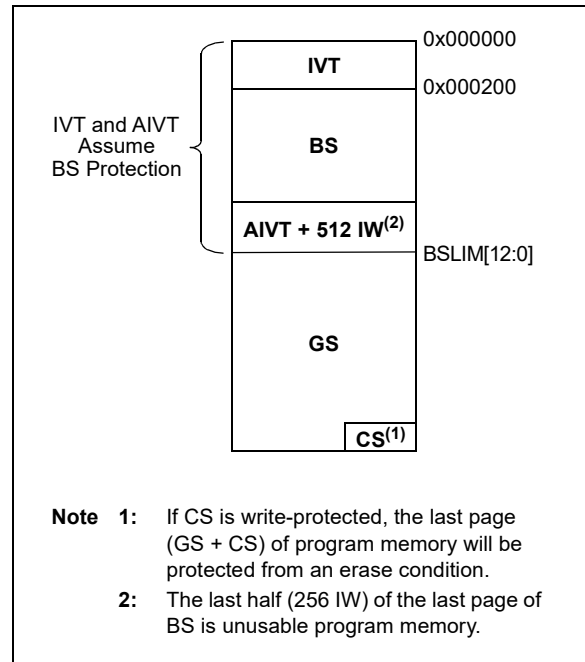 0x000000
IVT
0x000200
IVT and AIVT
Assume
BS Protection
BS
AIVT + 512 IW(2)
BSLIM[12:0]
GS
CS(1)
Note 1: If CS is write-protected, the last page
(GS + CS) of program memory will be
protected from an erase condition.
2: The last half (256 IW) of the last page of
BS is unusable program memory.